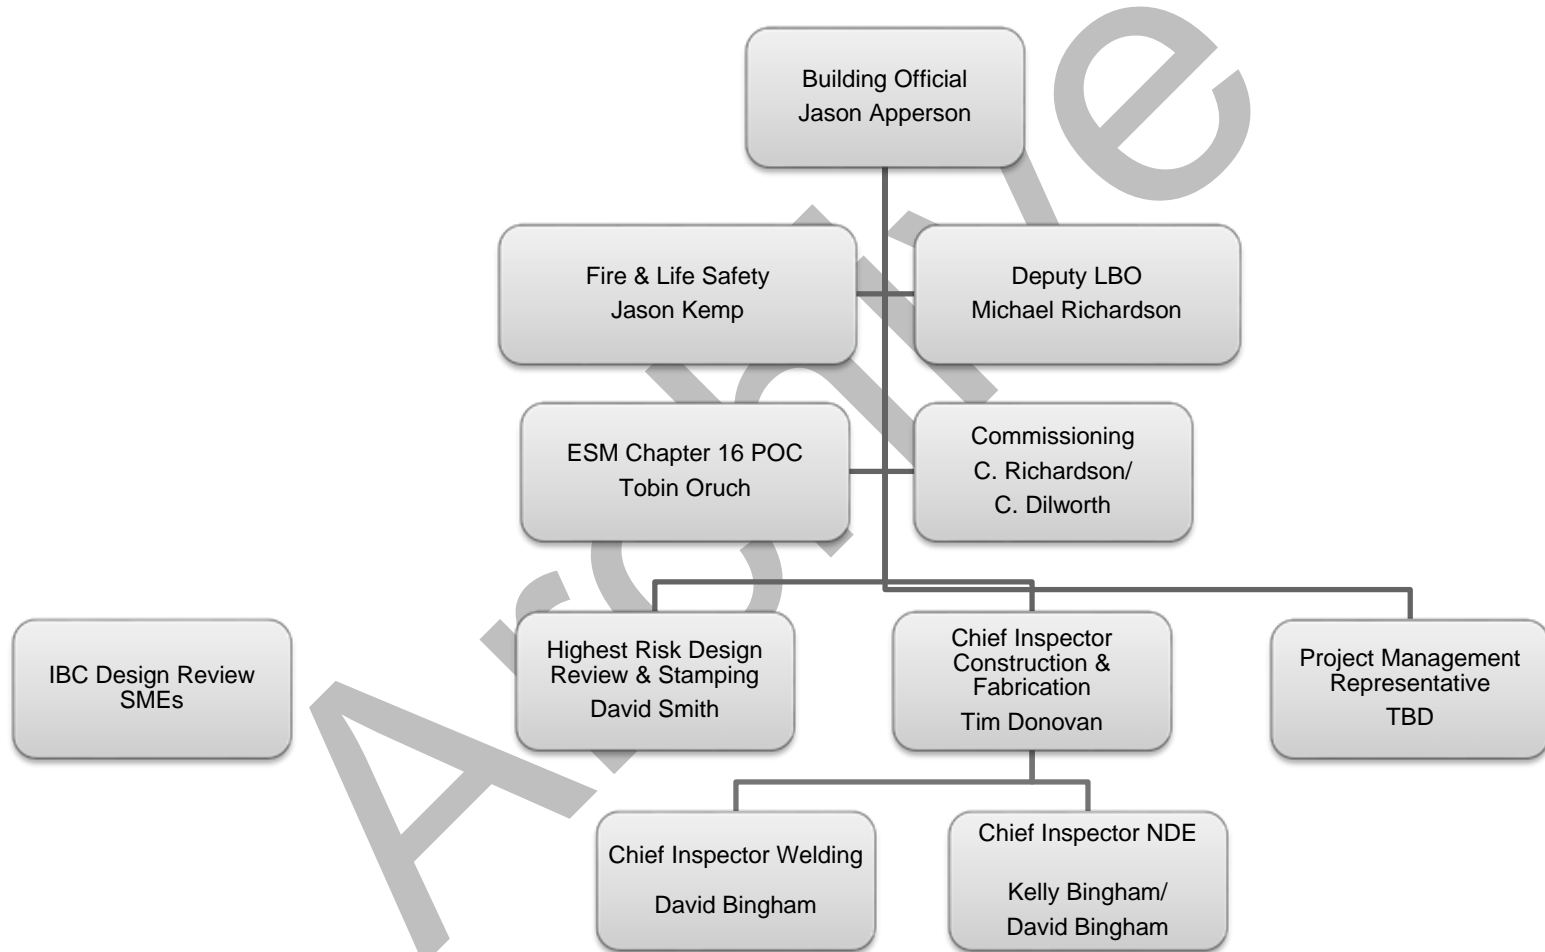 Building Official
Jason Apperson
Fire & Life Safety
Jason Kemp
Deputy LBO
Michael Richardson
ESM Chapter 16 POC
Tobin Oruch
Commissioning
C. Richardson/
C. Dilworth
IBC Design Review
SMEs
Highest Risk Design
Review & Stamping
David Smith
Chief Inspector
Construction &
Fabrication
Tim Donovan
Project Management
Representative
TBD
Chief Inspector Welding
David Bingham
Chief Inspector NDE
Kelly Bingham/
David Bingham
Archive